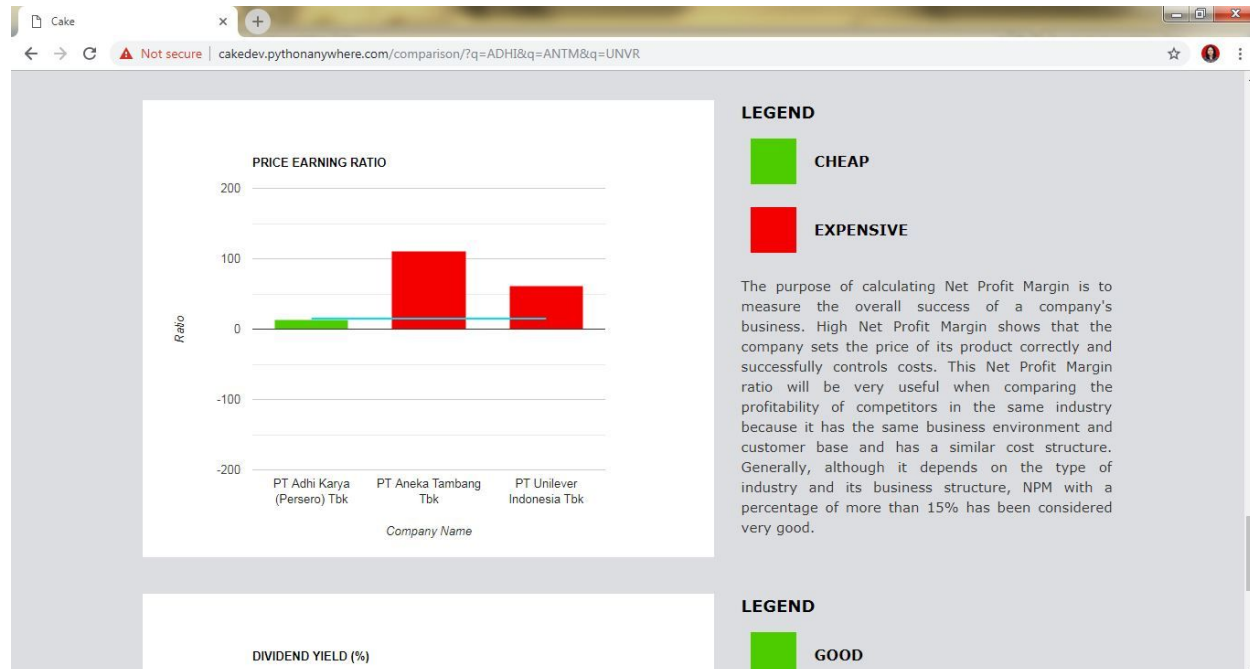 Cake
Not secure | cakedev.pythonanywhere.com/comparison/?q=ADHI&q=ANTM&q=UNVR
PRICE EARNING RATIO
200
100
0
-100
-200
Ratio
PT Adhi Karya
(Persero) Tbk
PT Aneka Tambang
Tbk
PT Unilever
Indonesia Tbk
Company Name
LEGEND
CHEAP
EXPENSIVE
The purpose of calculating Net Profit Margin is to
measure the overall success of a company's
business. High Net Profit Margin shows that the
company sets the price of its product correctly and
successfully controls costs. This Net Profit Margin
ratio will be very useful when comparing the
profitability of competitors in the same industry
because it has the same business environment and
customer base and has a similar cost structure.
Generally, although it depends on the type of
industry and its business structure, NPM with a
percentage of more than 15% has been considered
very good.
DIVIDEND YIELD (%)
LEGEND
GOOD